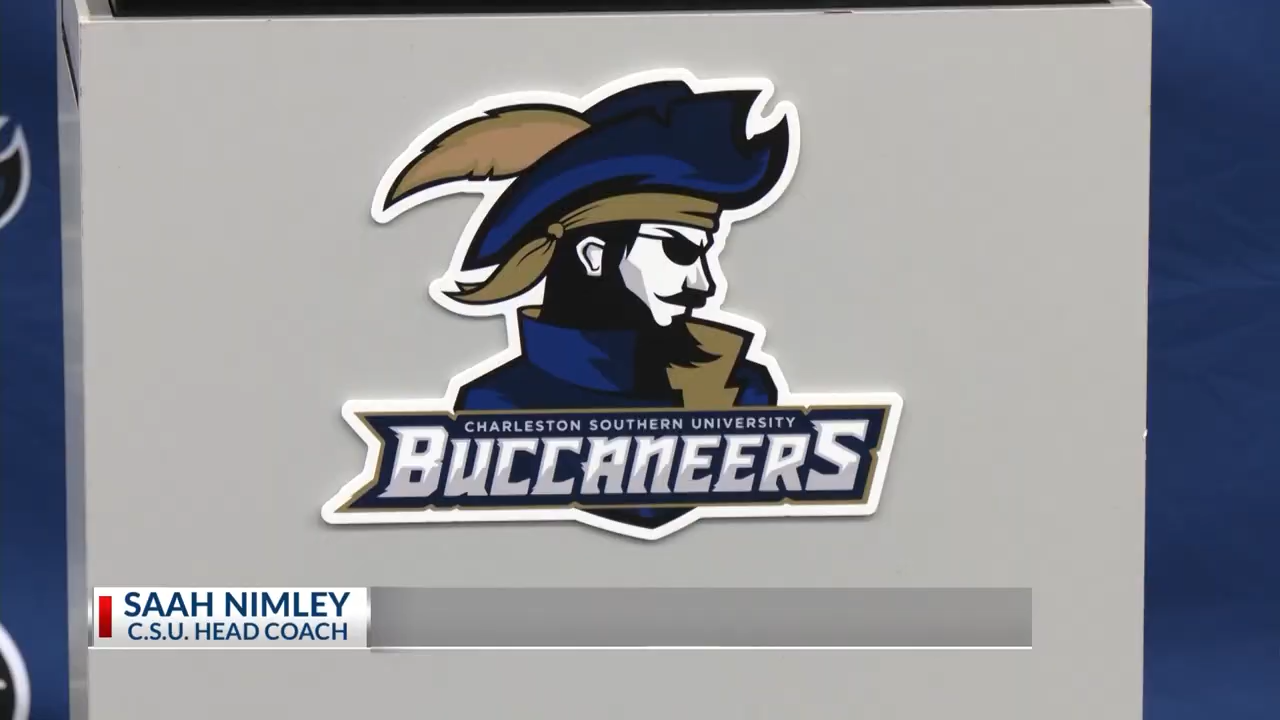 CHARLESTON SOUTHERN UNIVERSITY
BUCCANEERS
SAAH NIMLEY
C.S.U. HEAD COACH